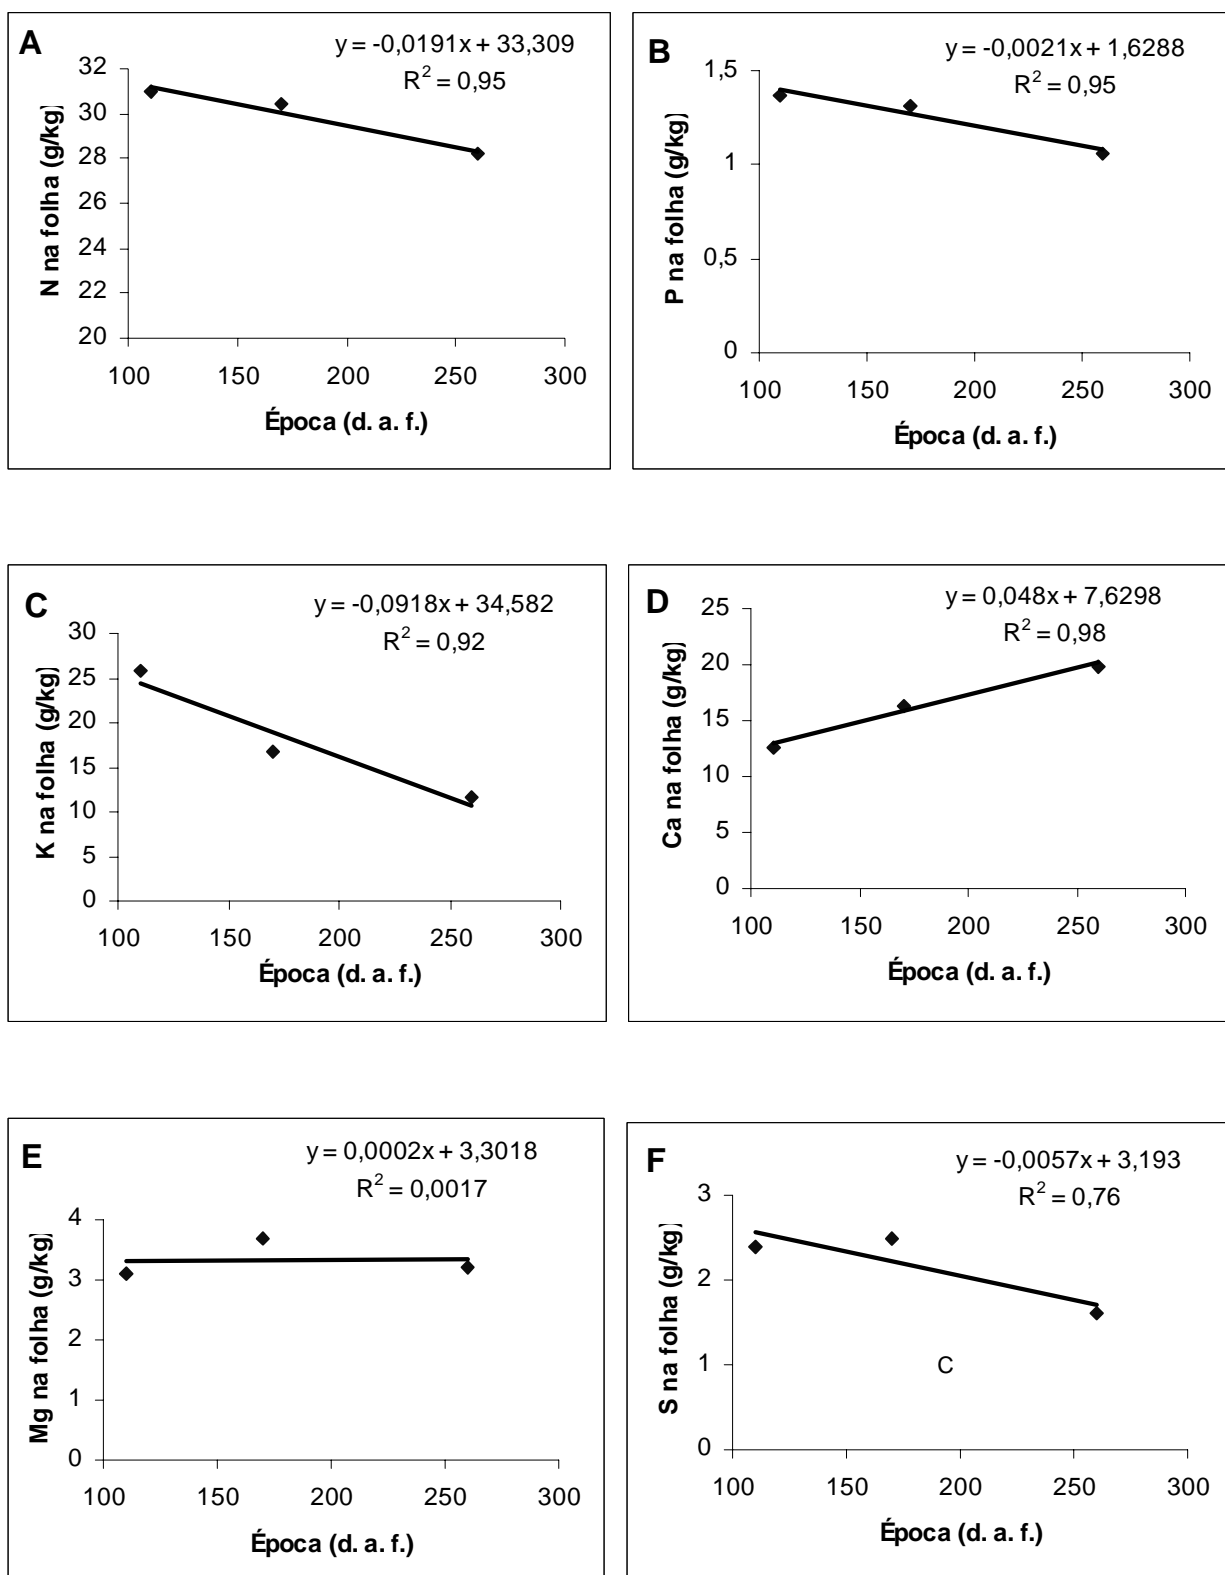 A
y = -0,0191x + 33,309
R² = 0,95
N na folha (g/kg)
32
30
28
26
24
22
20
100 150 200 250 300
Época (d. a. f.)
B
y = -0,0021x + 1,6288
R² = 0,95
P na folha (g/kg)
1,5
1
0,5
0
100 150 200 250 300
Época (d. a. f.)
C
y = -0,0918x + 34,582
R² = 0,92
K na folha (g/kg)
30
25
20
15
10
5
0
100 150 200 250 300
Época (d. a. f.)
D
y = 0,048x + 7,6298
R² = 0,98
Ca na folha (g/kg)
25
20
15
10
5
0
100 150 200 250 300
Época (d. a. f.)
E
y = 0,0002x + 3,3018
R² = 0,0017
Mg na folha (g/kg)
4
3
2
1
0
100 150 200 250 300
Época (d. a. f.)
F
y = -0,0057x + 3,193
R² = 0,76
S na folha (g/kg)
3
2
1
0
C
100 150 200 250 300
Época (d. a. f.)